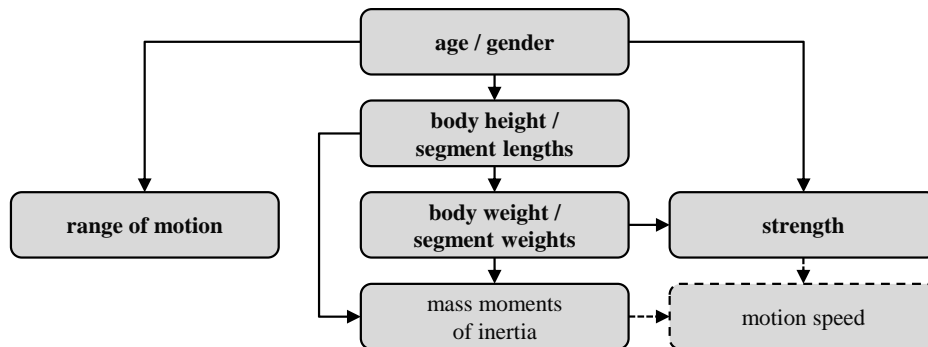 age / gender
body height /
segment lengths
range of motion
body weight /
segment weights
strength
mass moments
of inertia
motion speed